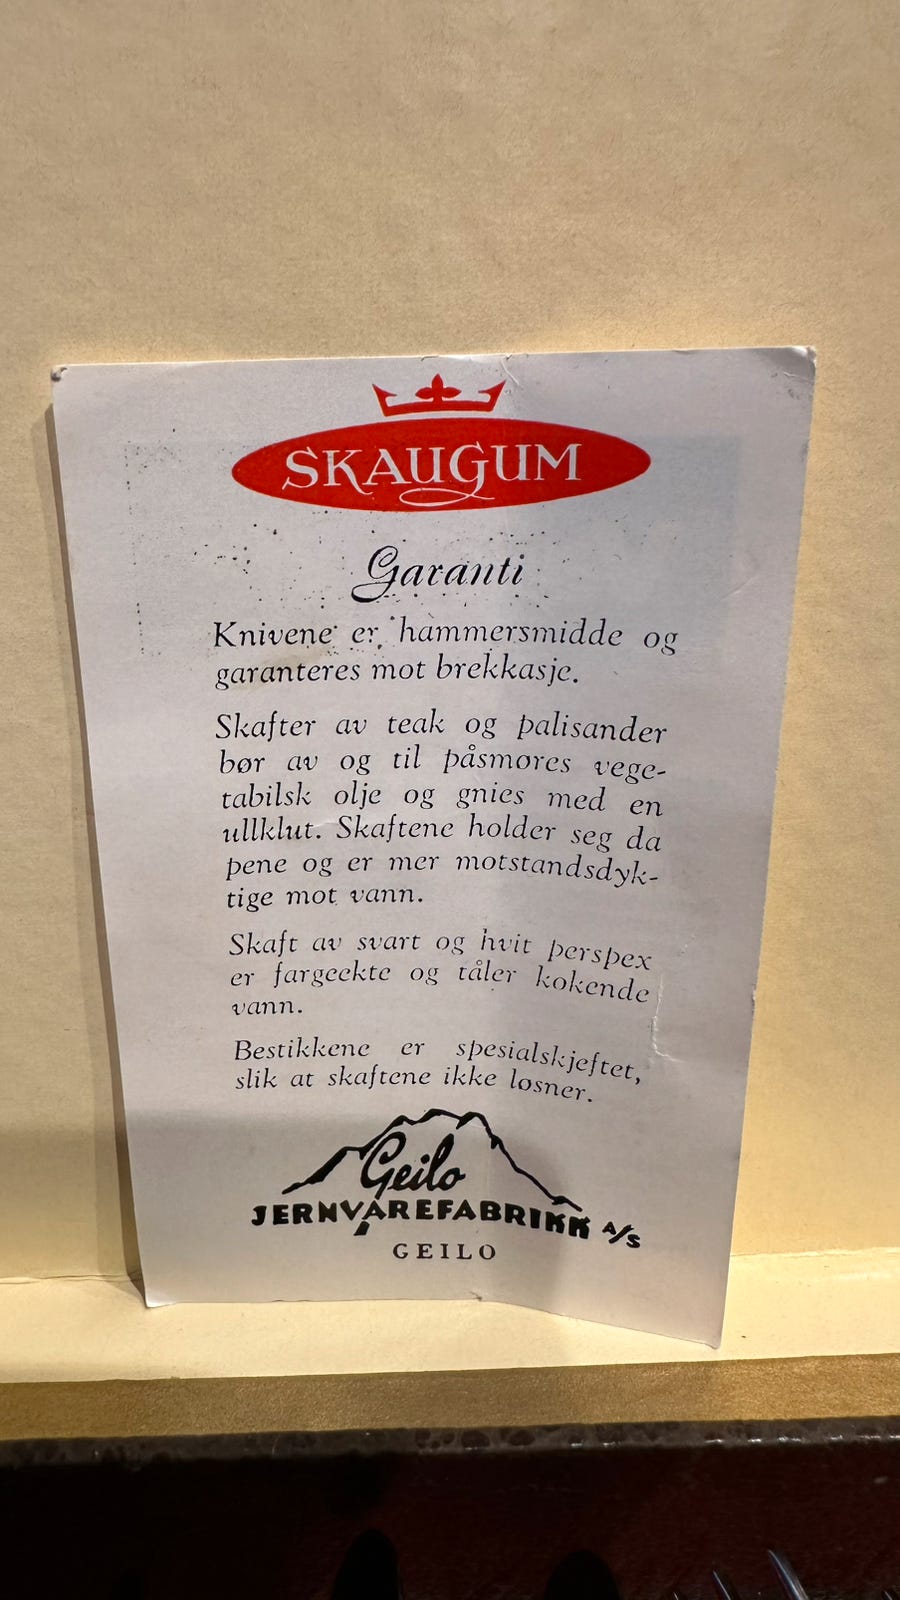 SKAUGUM
Garanti
Knivene er hammersmidde og
garanteres mot brekkasje.
Skafter av teak og palisander
bør av og til påsmøres vege-
tabilsk olje og gnies med en
ullklut. Skaftene holder seg da
pene og er mer motstandsdyk-
tige mot vann.
Skaft av svart og hvit perspex
er fargeekte og tåler kokende
vann.
Bestikkene er spesialskjeftet,
slik at skaftene ikke løsner.
Geilo
JERNVAREFABRIKK A/S
GEILO